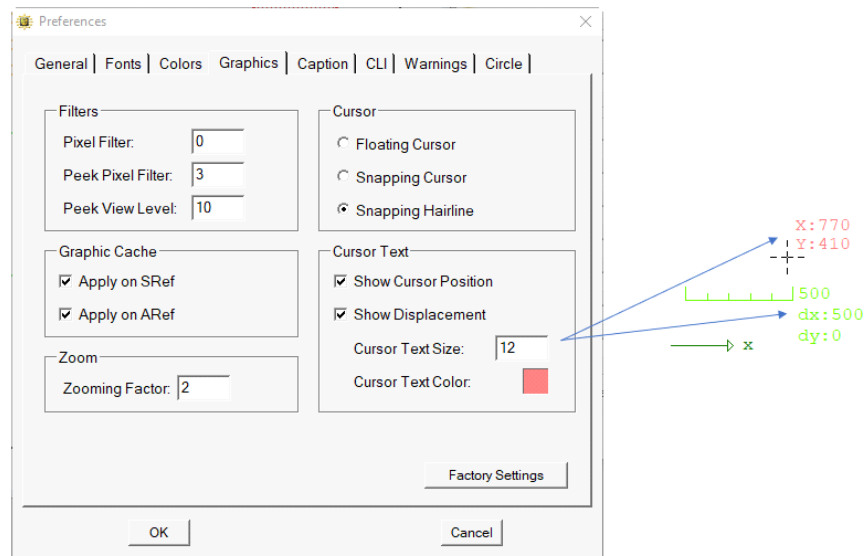 Preferences
General Fonts Colors Graphics Caption CLI Warnings Circle
Filters
Pixel Filter: 0
Peek Pixel Filter: 3
Peek View Level: 10
Cursor
Floating Cursor
Snapping Cursor
Snapping Hairline
Graphic Cache
Apply on SRef
Apply on ARef
Cursor Text
Show Cursor Position
Show Displacement
Cursor Text Size: 12
Cursor Text Color:
Zoom
Zooming Factor: 2
Factory Settings
OK Cancel
X:770
Y:410
500
dx:500
dy:0
x